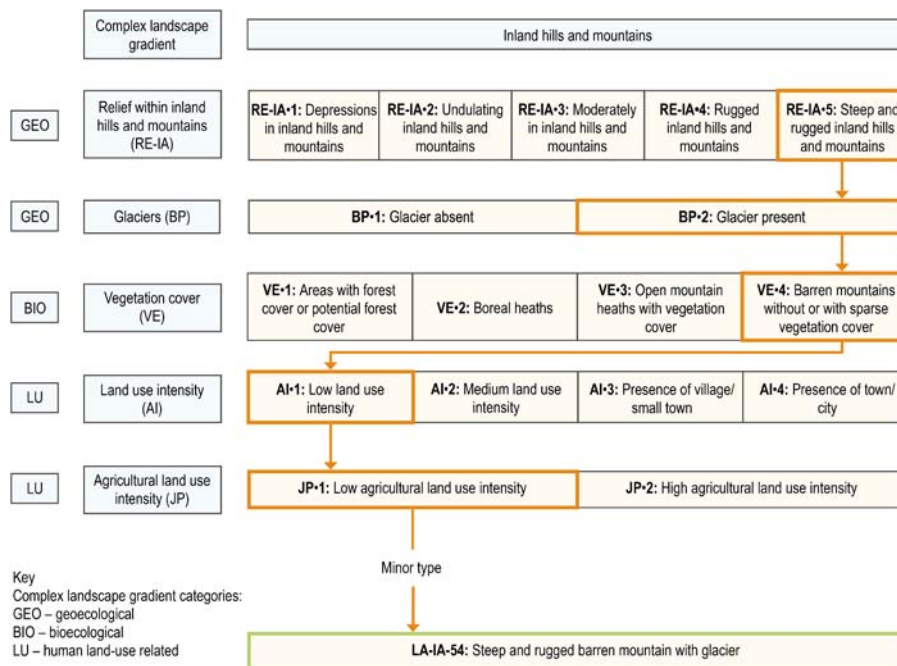 Complex landscape
gradient
Inland hills and mountains
GEO
Relief within inland
hills and mountains
(RE-IA)
RE-IA•1: Depressions
in inland hills and
mountains
RE-IA•2: Undulating
inland hills and
mountains
RE-IA•3: Moderately
in inland hills and
mountains
RE-IA•4: Rugged
inland hills and
mountains
RE-IA•5: Steep and
rugged inland hills
and mountains
GEO
Glaciers (BP)
BP•1: Glacier absent
BP•2: Glacier present
BIO
Vegetation cover
(VE)
VE•1: Areas with forest
cover or potential forest
cover
VE•2: Boreal heaths
VE•3: Open mountain
heaths with vegetation
cover
VE•4: Barren mountains
without or with sparse
vegetation cover
LU
Land use intensity
(AI)
AI•1: Low land use
intensity
AI•2: Medium land use
intensity
AI•3: Presence of village/
small town
AI•4: Presence of town/
city
LU
Agricultural land use
intensity (JP)
JP•1: Low agricultural land use intensity
JP•2: High agricultural land use intensity
Minor type
Key
Complex landscape gradient categories:
GEO – geoecological
BIO – bioecological
LU – human land-use related
LA-IA-54: Steep and rugged barren mountain with glacier